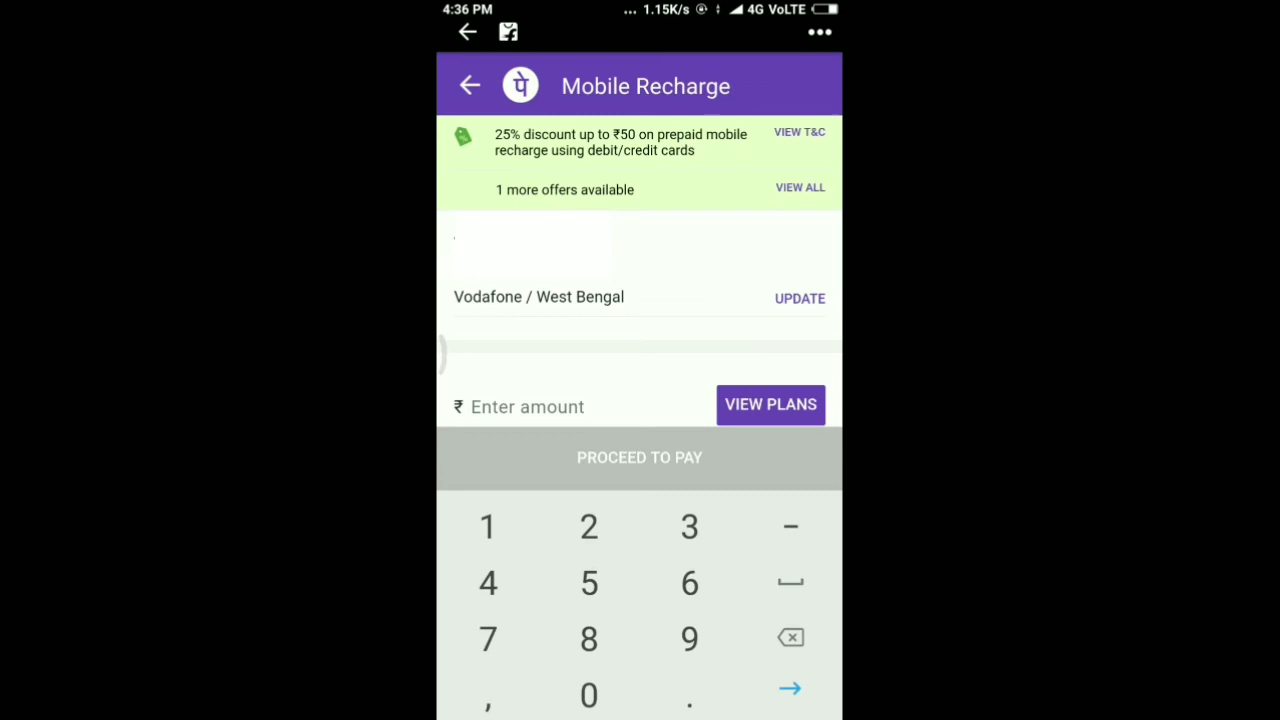 4:36 PM ... 1.15K/s 4G VoLTE
पे Mobile Recharge
25% discount up to ₹50 on prepaid mobile VIEW T&C
recharge using debit/credit cards
1 more offers available VIEW ALL
Vodafone / West Bengal UPDATE
₹ Enter amount VIEW PLANS
PROCEED TO PAY
1 2 3 -
4 5 6
7 8 9
, 0 .